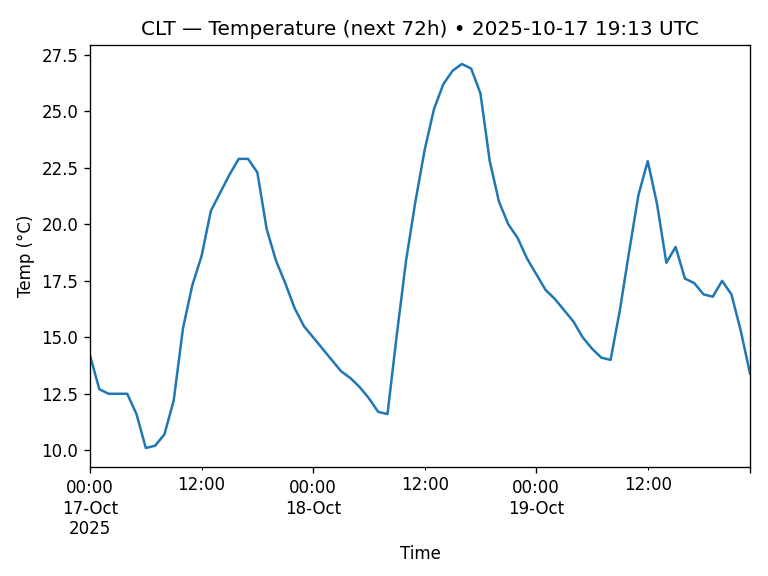 CLT — Temperature (next 72h) • 2025-10-17 19:13 UTC
27.5
25.0
22.5
20.0
17.5
15.0
12.5
10.0
Temp (°C)
00:00 12:00 00:00 12:00 00:00 12:00
17-Oct 18-Oct 19-Oct
2025
Time